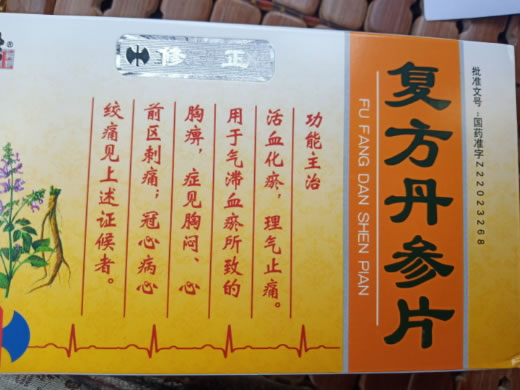 修正
批准文号：国药准字Z22023268
复方丹参片
FU FANG DAN SHEN PIAN
功能主治
活血化瘀，理气止痛。
用于气滞血瘀所致的
胸痹，症见胸闷、心
前区刺痛；冠心病心
绞痛见上述证候者。